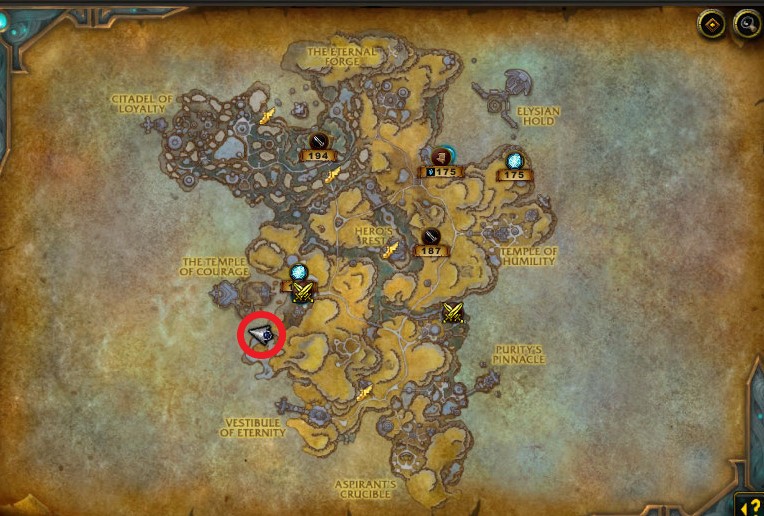 THE ETERNAL
FORGE
CITADEL OF
LOYALTY
ELYSIAN
HOLD
194
175
175
HERO'S
REST
187
TEMPLE OF
HUMILITY
THE TEMPLE
OF COURAGE
PURITY'S
PINNACLE
VESTIBULE
OF ETERNITY
ASPIRANT'S
CRUCIBLE
?